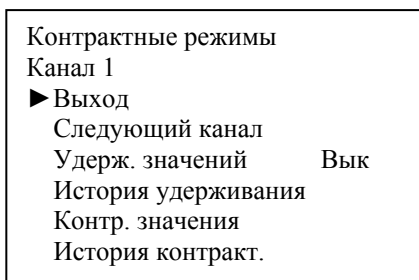 Контрактные режимы
Канал 1
►Выход
Следующий канал
Удерж. значений Вык
История удерживания
Контр. значения
История контракт.